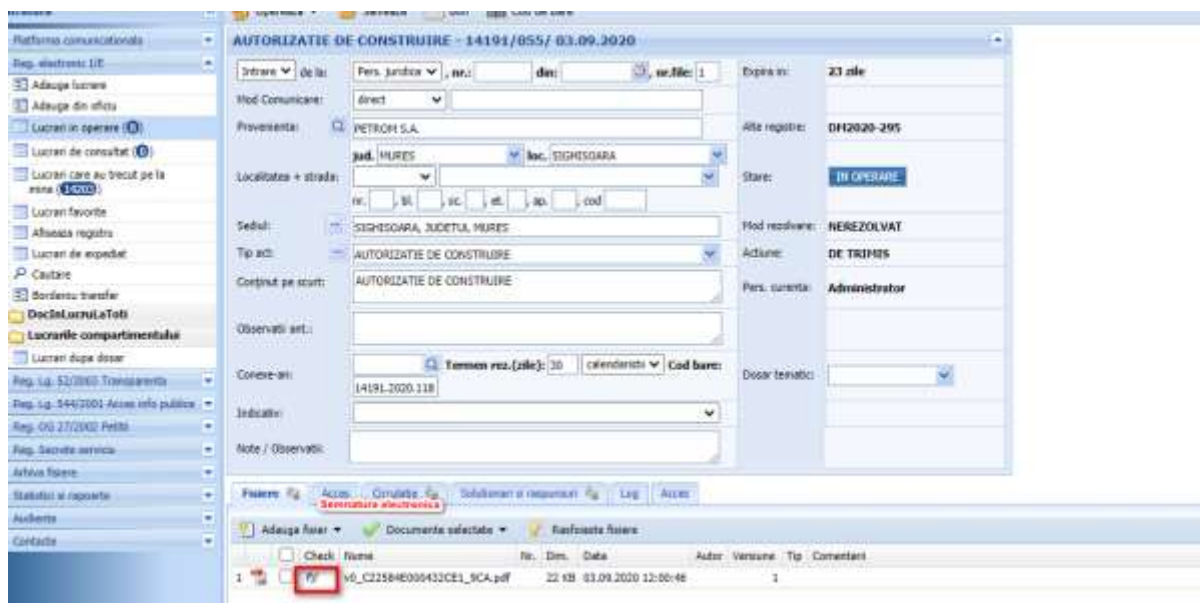 Platforma comunicationala
Reg. electronic I/E
Adauga lucrare
Adauga din oficiu
Lucrari in operare (0)
Lucrari de consultat (0)
Lucrari care au trecut pe la mine (14203)
Lucrari favorite
Afiseaza registru
Lucrari de expediat
Cautare
Borderou transfer
DocInLucruLaToti
Lucrarile compartimentului
Lucrari dupa dosar
Reg. Lg. 52/2003 Transparenta
Reg. Lg. 544/2001 Acces info publice
Reg. OG 27/2002 Petitii
Reg. Secrete serviciu
Arhiva fisiere
Statistici si rapoarte
Audiente
Contacte
AUTORIZATIE DE CONSTRUIRE - 14191/855/ 03.09.2020
Intrare de la: Pers. juridica , nr.: din: , nr.file: 1 Expira in: 23 zile
Mod Comunicare: direct
Provenienta: PETROM S.A. Alte registre: DH2020-295
jud. MURES loc. SIGHISOARA
Localitatea + strada: Stare: IN OPERARE
nr. , bl. , sc. , et. , ap. , cod
Sediul: SIGHISOARA, JUDETUL MURES Mod rezolvare: NEREZOLVAT
Tip act: AUTORIZATIE DE CONSTRUIRE Actiune: DE TRIMIS
Conținut pe scurt: AUTORIZATIE DE CONSTRUIRE Pers. curenta: Administrator
Observatii ant.:
Conexe-an: Termen rez.(zile): 30 calendaristic Cod bare: Dosar tematic:
14191.2020.118
Indicativ:
Note / Observatii:
Fisiere Acces Circulatie Solutionari si raspunsuri Log Acces
Semnatura electronica
Adauga fisier Documente selectate Rasfoieste fisiere
Check Nume Nr. Dim. Data Autor Versiune Tip Comentarii
1 22 KB 03.09.2020 12:00:46 1